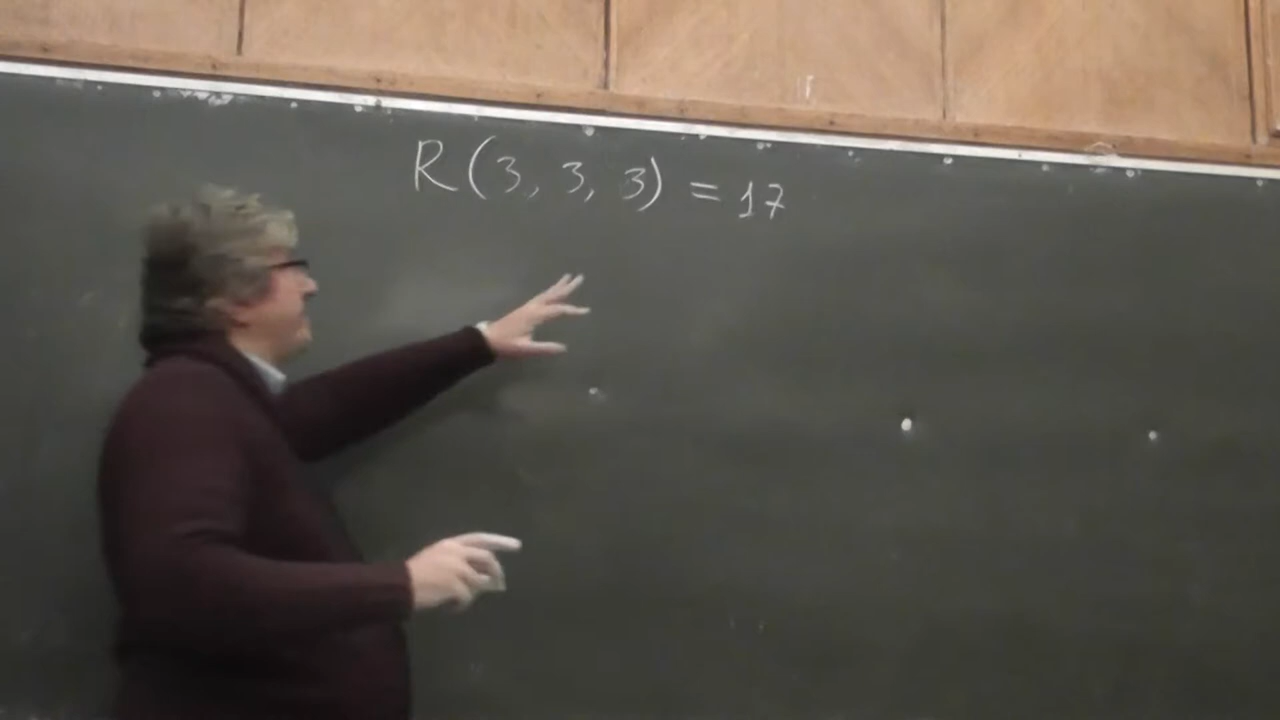 R(3, 3, 3) = 17